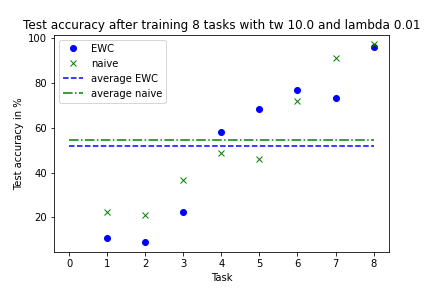 Test accuracy after training 8 tasks with tw 10.0 and lambda 0.01
100
80
60
40
20
Test accuracy in %
EWC
naive
average EWC
average naive
0 1 2 3 4 5 6 7 8
Task